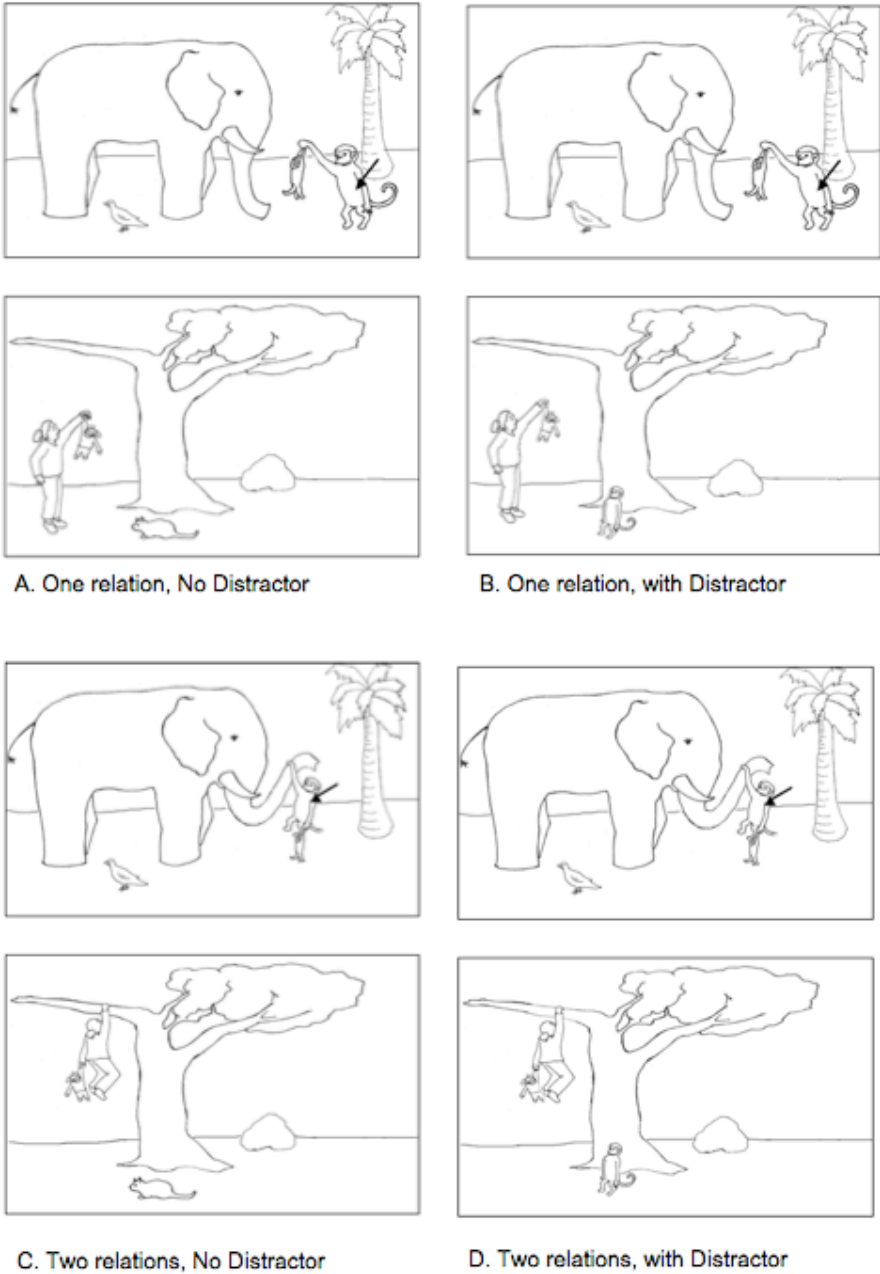 A. One relation, No Distractor
B. One relation, with Distractor
C. Two relations, No Distractor
D. Two relations, with Distractor